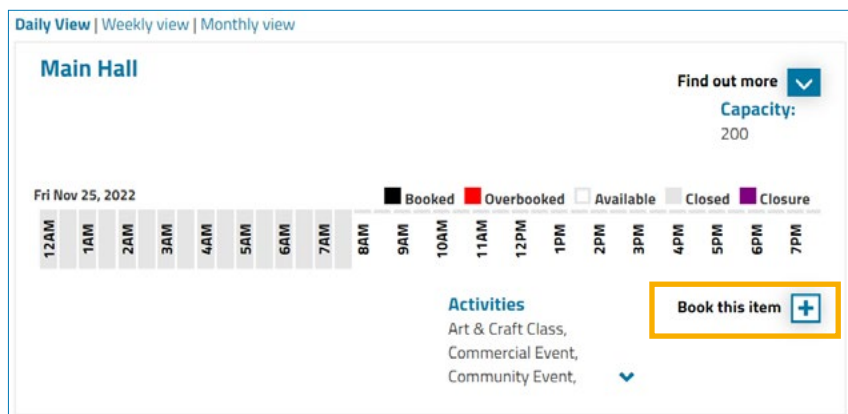 Daily View | Weekly view | Monthly view
Main Hall
Find out more
Capacity:
200
Fri Nov 25, 2022
Booked Overbooked Available Closed Closure
12AM 1AM 2AM 3AM 4AM 5AM 6AM 7AM 8AM 9AM 10AM 11AM 12PM 1PM 2PM 3PM 4PM 5PM 6PM 7PM
Activities
Book this item
Art & Craft Class,
Commercial Event,
Community Event,